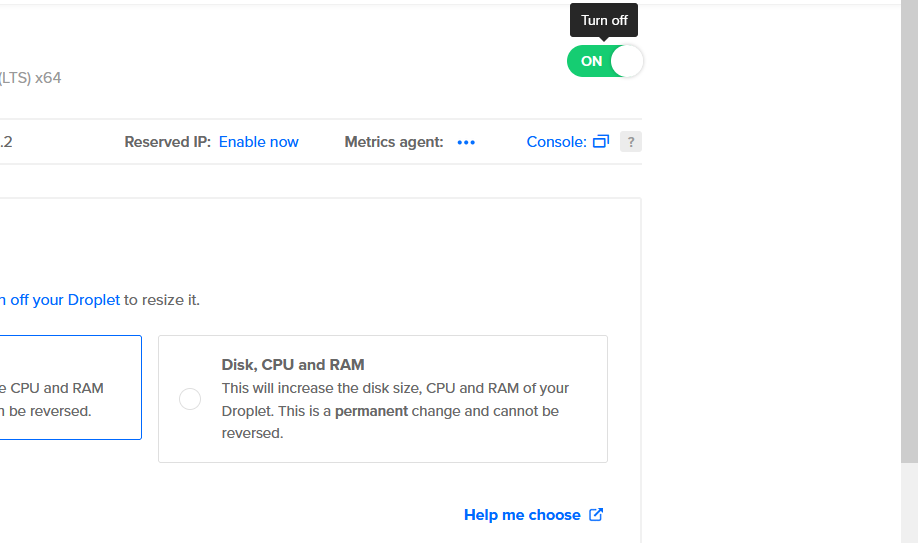 Turn off
ON
(LTS) x64
.2 Reserved IP: Enable now Metrics agent: ••• Console: ?
off your Droplet to resize it.
Disk, CPU and RAM
CPU and RAM
be reversed.
This will increase the disk size, CPU and RAM of your
Droplet. This is a permanent change and cannot be
reversed.
Help me choose